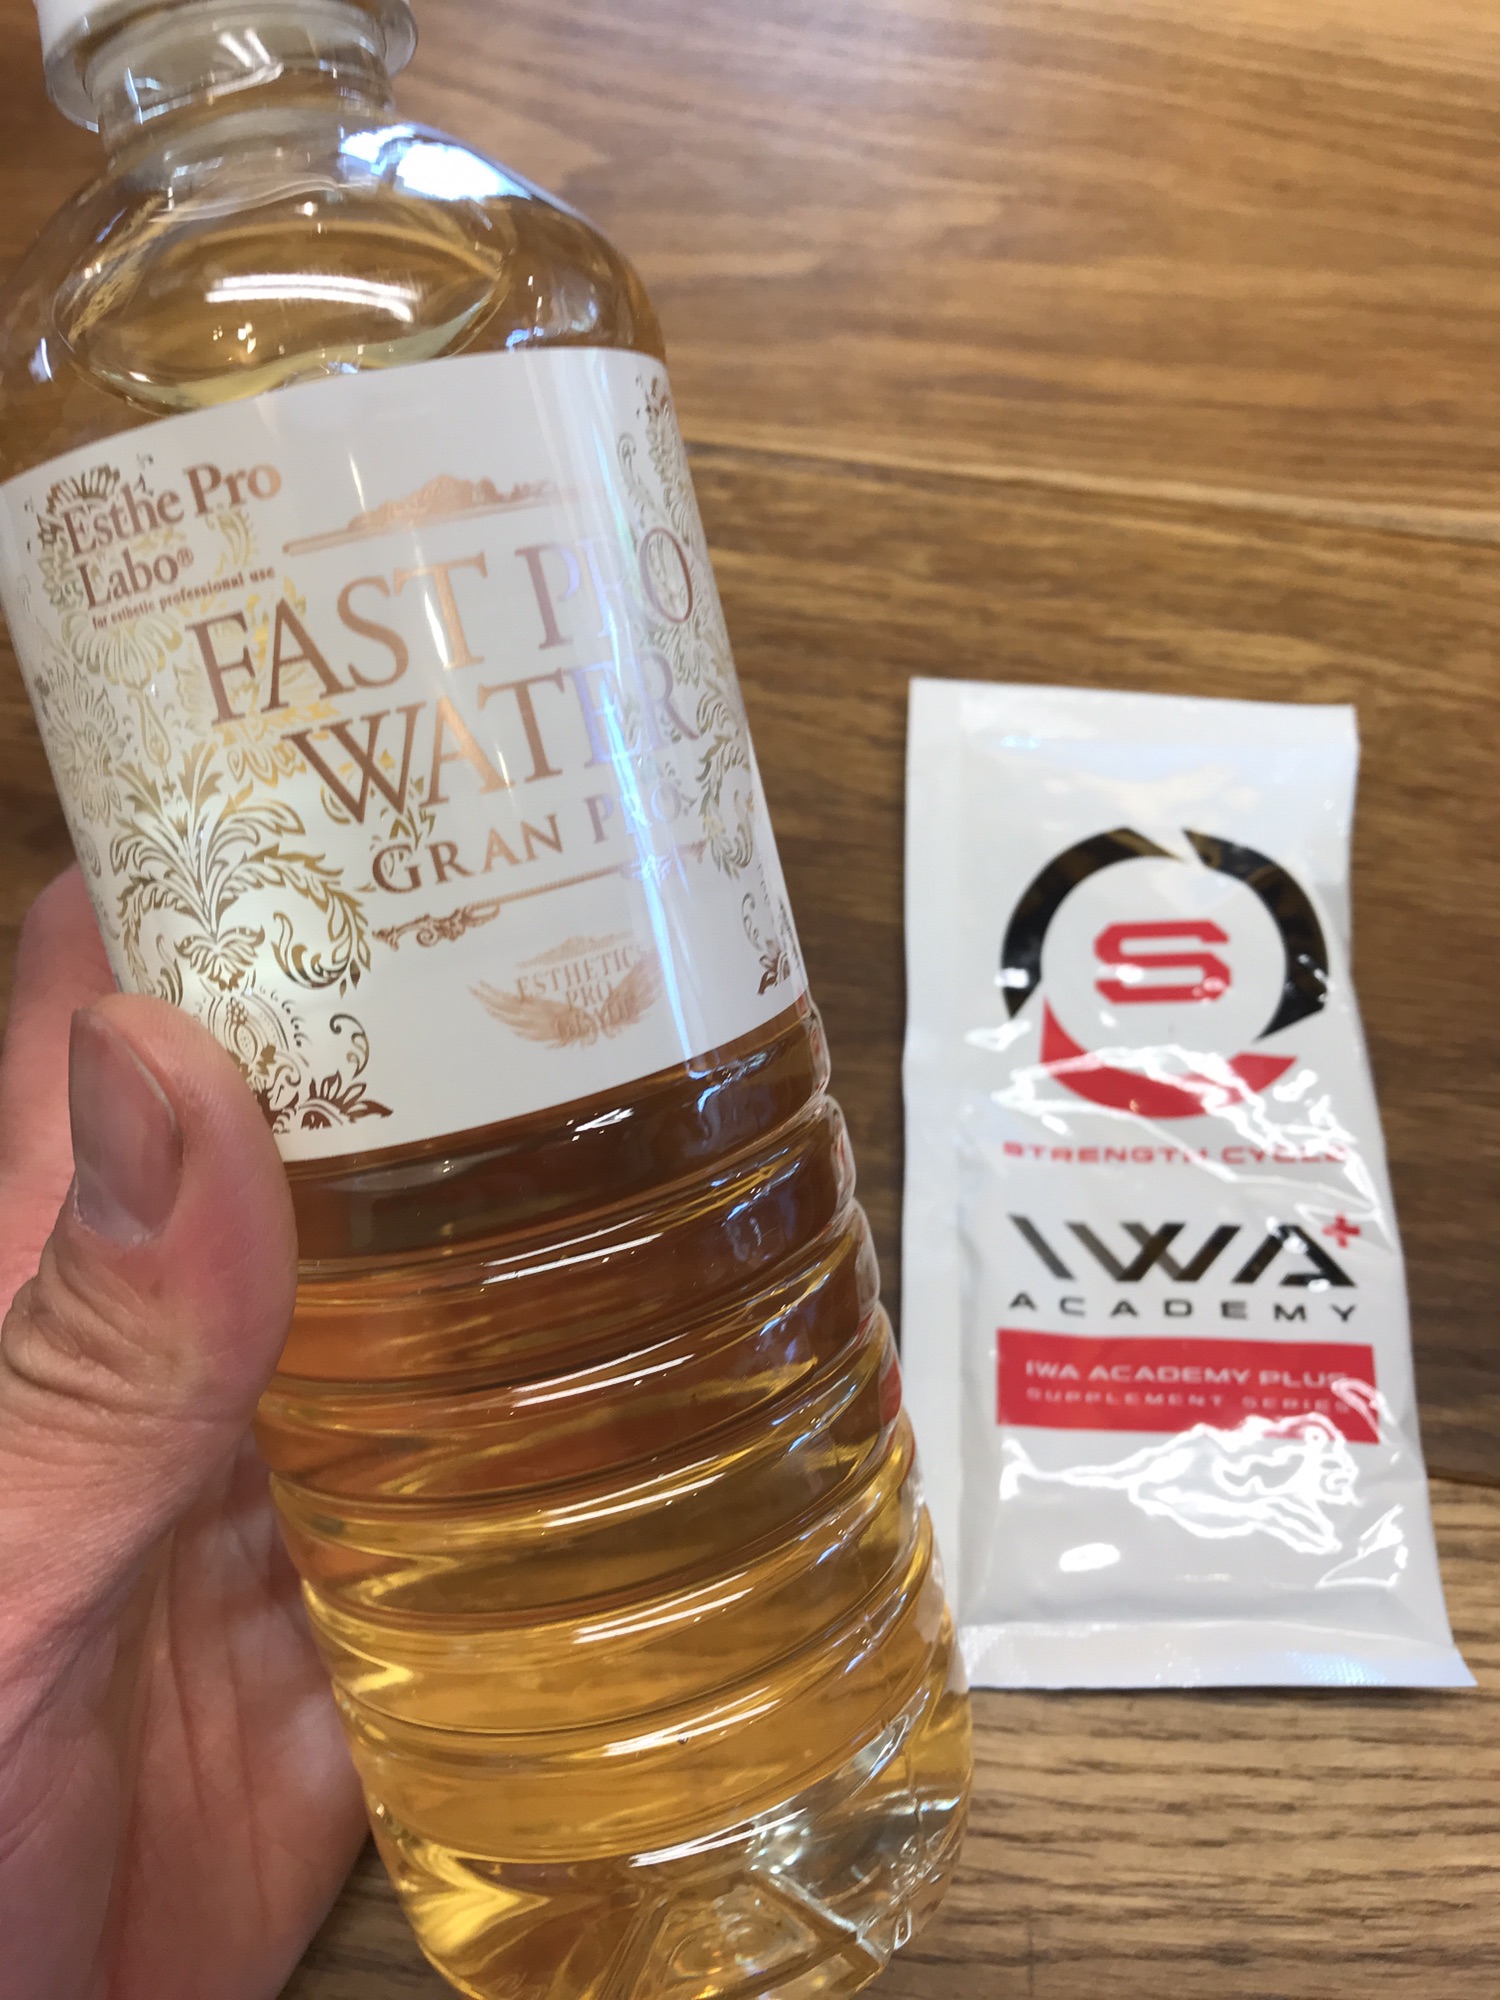 Esthe Pro
Labo®
for esthetic professional use
FAST PRO
WATER
GRAN PRO
ESTHETICS
PRO
S
STRENGTH CYCLE
IWA+
ACADEMY
IWA ACADEMY PLUS
SUPPLEMENT SERIES